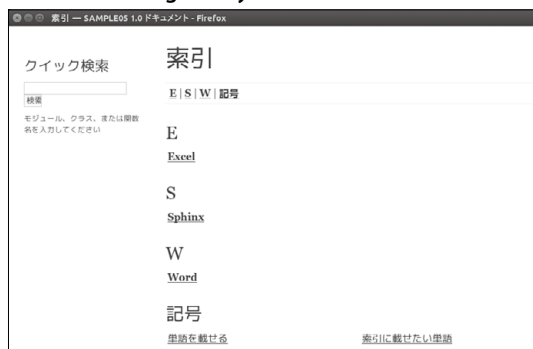 索引 — SAMPLE05 1.0 ドキュメント - Firefox
クイック検索
検索
モジュール、クラス、または関数
名を入力してください
索引
E | S | W | 記号
E
Excel
S
Sphinx
W
Word
記号
単語を載せる
索引に載せたい単語